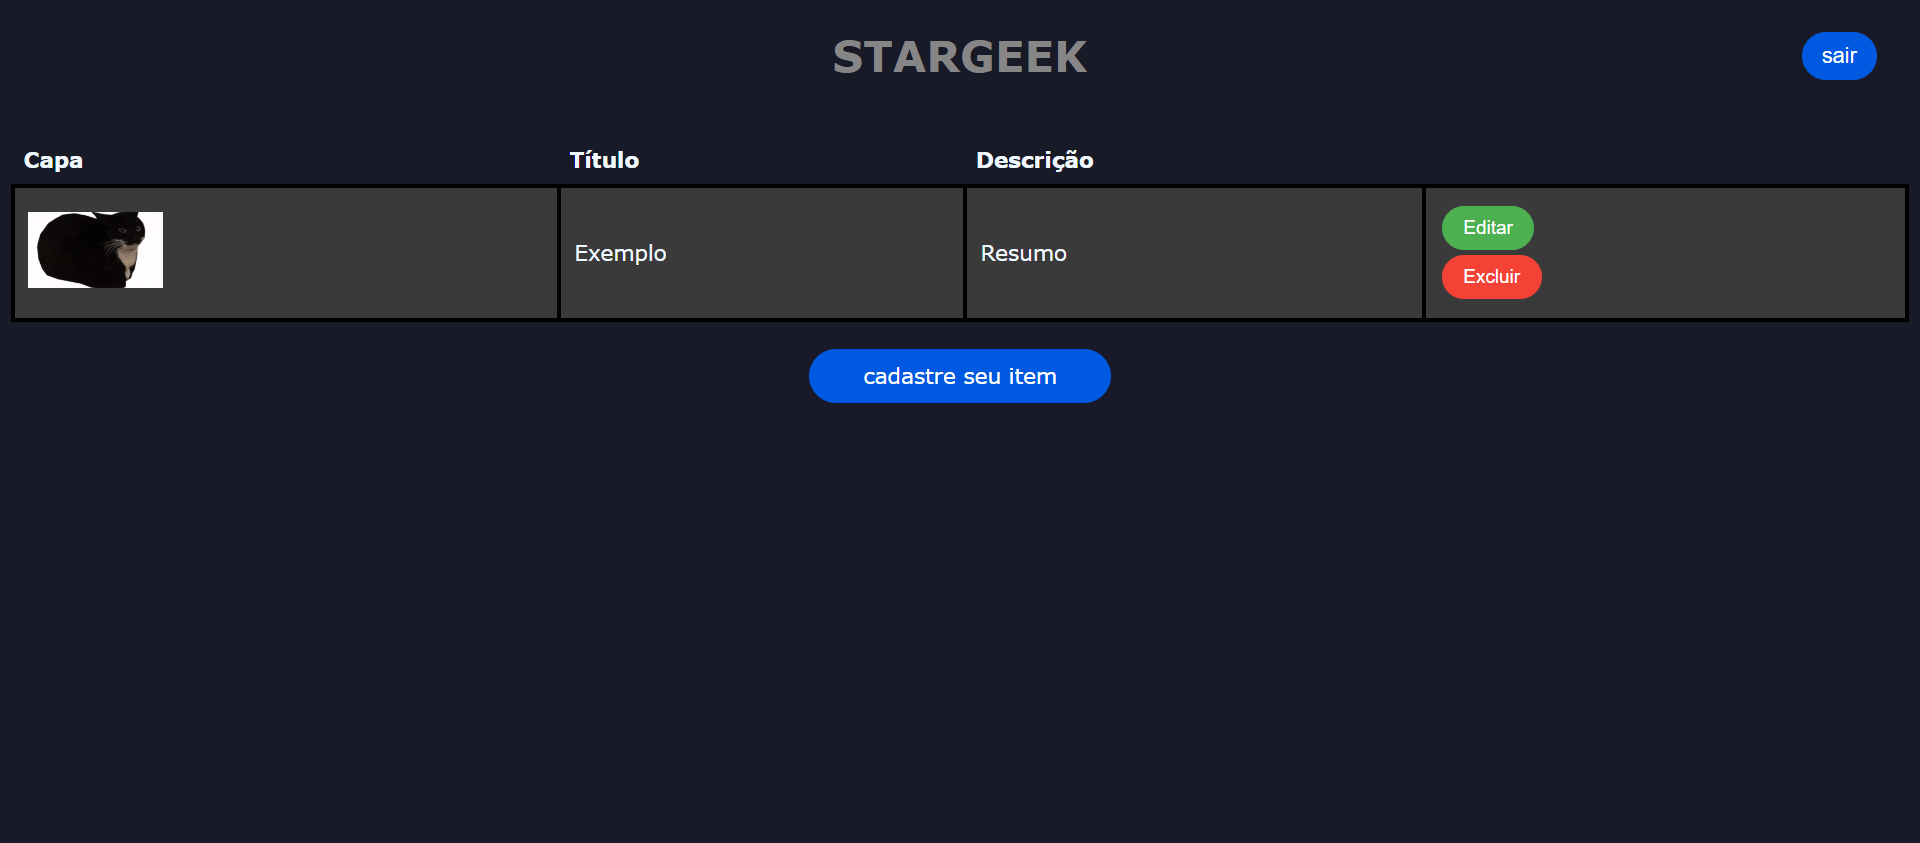 STARGEEK
sair
Capa Título Descrição
Exemplo Resumo Editar
Excluir
cadastre seu item